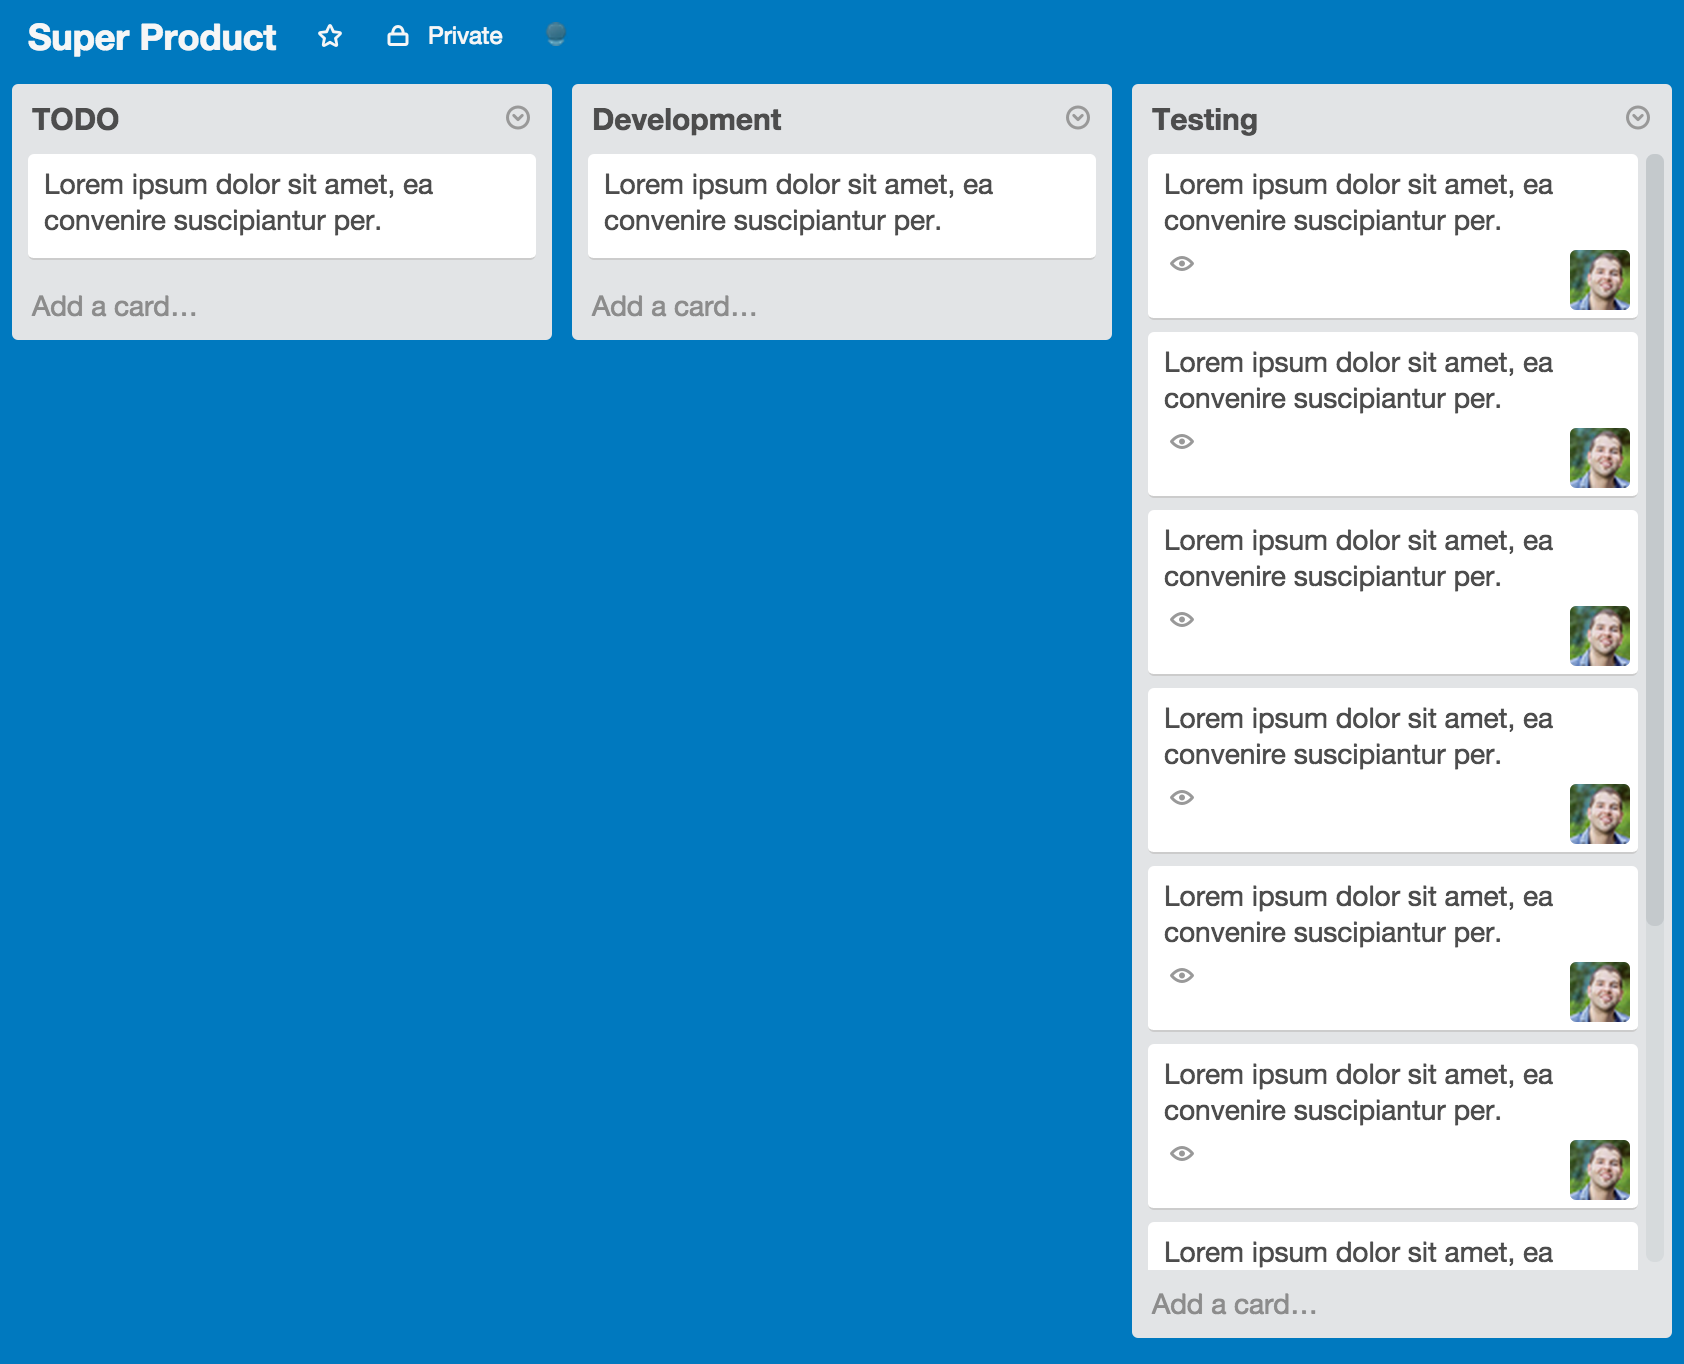 Super Product
Private
TODO
Lorem ipsum dolor sit amet, ea
convenire suscipiantur per.
Add a card…
Development
Lorem ipsum dolor sit amet, ea
convenire suscipiantur per.
Add a card…
Testing
Lorem ipsum dolor sit amet, ea
convenire suscipiantur per.
Lorem ipsum dolor sit amet, ea
convenire suscipiantur per.
Lorem ipsum dolor sit amet, ea
convenire suscipiantur per.
Lorem ipsum dolor sit amet, ea
convenire suscipiantur per.
Lorem ipsum dolor sit amet, ea
convenire suscipiantur per.
Lorem ipsum dolor sit amet, ea
convenire suscipiantur per.
Lorem ipsum dolor sit amet, ea
Add a card…